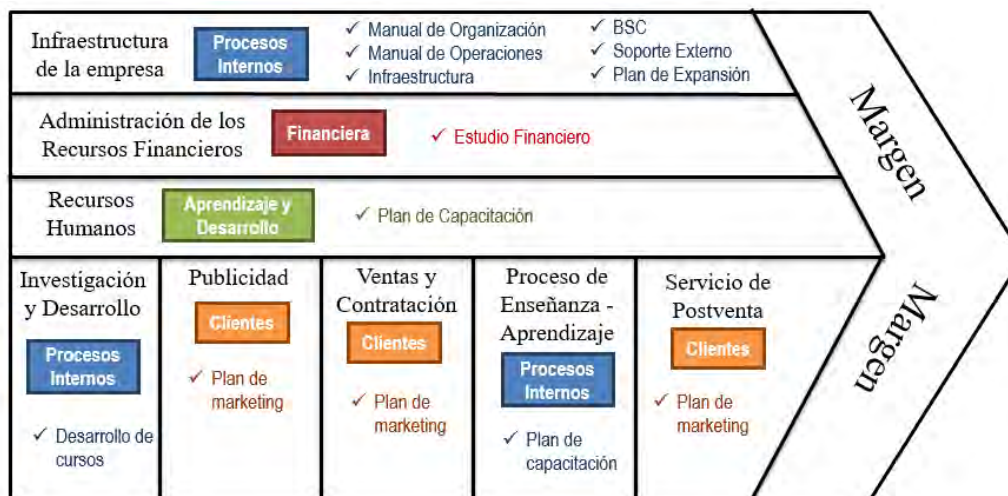 Infraestructura
de la empresa
Procesos
Internos
✓ Manual de Organización
✓ Manual de Operaciones
✓ Infraestructura
✓ BSC
✓ Soporte Externo
✓ Plan de Expansión
Administración de los
Recursos Financieros
Financiera
✓ Estudio Financiero
Recursos
Humanos
Aprendizaje y
Desarrollo
✓ Plan de Capacitación
Margen
Margen
Investigación
y Desarrollo
Procesos
Internos
✓ Desarrollo de
cursos
Publicidad
Clientes
✓ Plan de
marketing
Ventas y
Contratación
Clientes
✓ Plan de
marketing
Proceso de
Enseñanza -
Aprendizaje
Procesos
Internos
✓ Plan de
capacitación
Servicio de
Postventa
Clientes
✓ Plan de
marketing